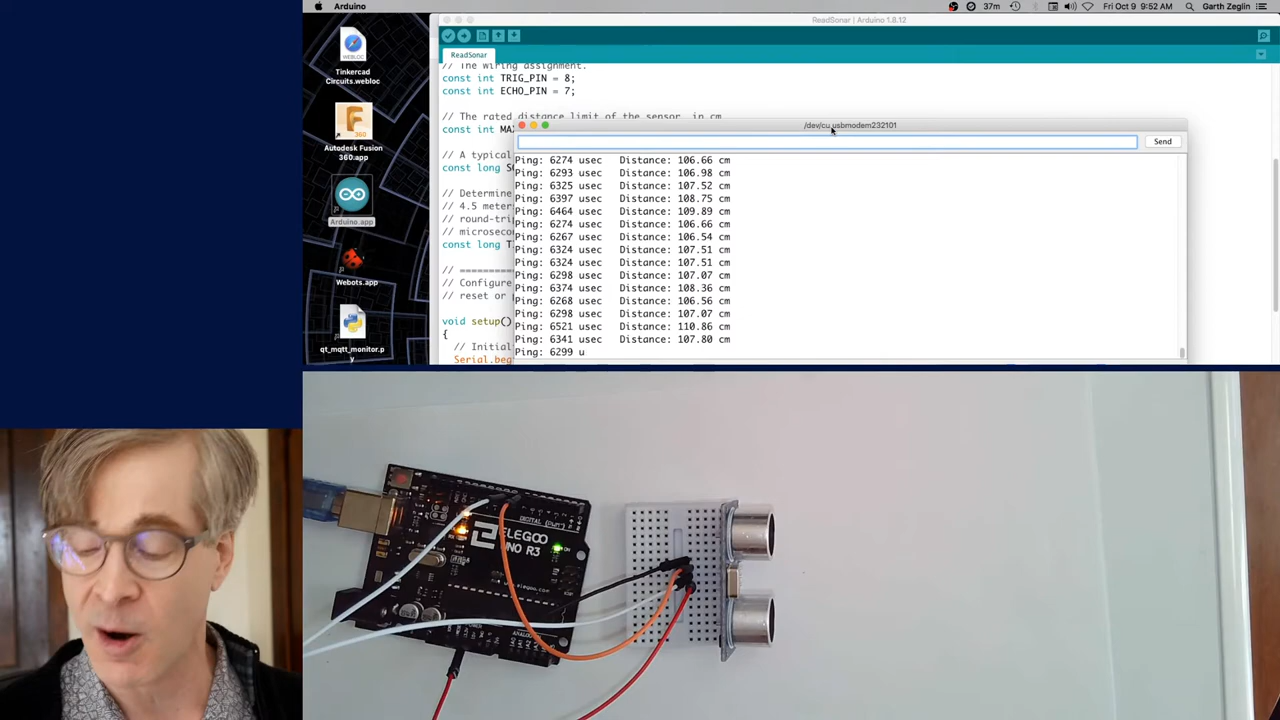 Arduino
37m
Fri Oct 9 9:52 AM
Garth Zeglin
ReadSonar | Arduino 1.8.12
ReadSonar
Tinkercad
Circuits.webloc
WEBLOC
Autodesk Fusion
360.app
Arduino.app
Webots.app
qt_mqtt_monitor.p
y
// The wiring assignment.
const int TRIG_PIN = 8;
const int ECHO_PIN = 7;
// The rated distance limit of the sensor, in cm
const int MA
// A typical
const long S
// Determine
// 4.5 meter
// round-tri
// microseco
const long T
// ==========
// Configure
// reset or
void setup()
{
// Initial
Serial.beg
/dev/cu.usbmodem232101
Send
Ping: 6274 usec Distance: 106.66 cm
Ping: 6293 usec Distance: 106.98 cm
Ping: 6325 usec Distance: 107.52 cm
Ping: 6397 usec Distance: 108.75 cm
Ping: 6464 usec Distance: 109.89 cm
Ping: 6274 usec Distance: 106.66 cm
Ping: 6267 usec Distance: 106.54 cm
Ping: 6324 usec Distance: 107.51 cm
Ping: 6324 usec Distance: 107.51 cm
Ping: 6298 usec Distance: 107.07 cm
Ping: 6374 usec Distance: 108.36 cm
Ping: 6268 usec Distance: 106.56 cm
Ping: 6298 usec Distance: 107.07 cm
Ping: 6521 usec Distance: 110.86 cm
Ping: 6341 usec Distance: 107.80 cm
Ping: 6299 u
DIGITAL (PWM~)
ELEGOO
UNO R3
ON